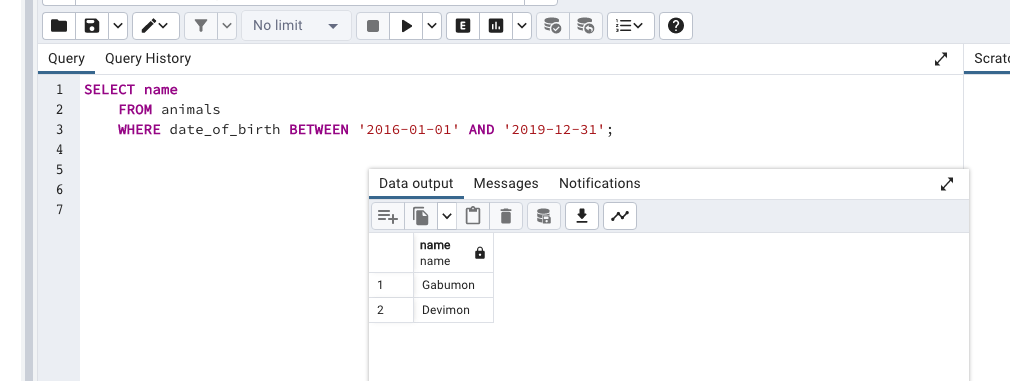 No limit
E
Query Query History
Scrat
1 SELECT name
2 FROM animals
3 WHERE date_of_birth BETWEEN '2016-01-01' AND '2019-12-31';
4
5
6
7
Data output Messages Notifications
name
name
1 Gabumon
2 Devimon